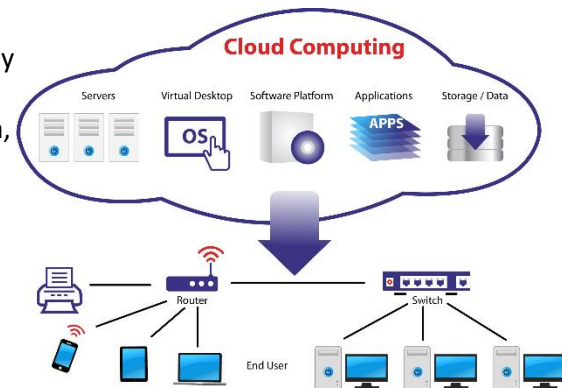 Cloud Computing
Servers
Virtual Desktop
Software Platform
Applications
Storage / Data
OS
APPS
Router
Switch
End User